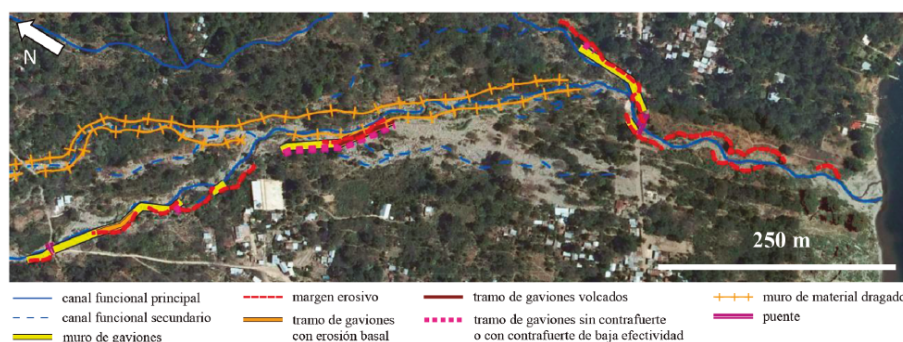 N
250 m
canal funcional principal
canal funcional secundario
muro de gaviones
margen erosivo
tramo de gaviones
con erosión basal
tramo de gaviones volcados
tramo de gaviones sin contrafuerte
o con contrafuerte de baja efectividad
muro de material dragado
puente